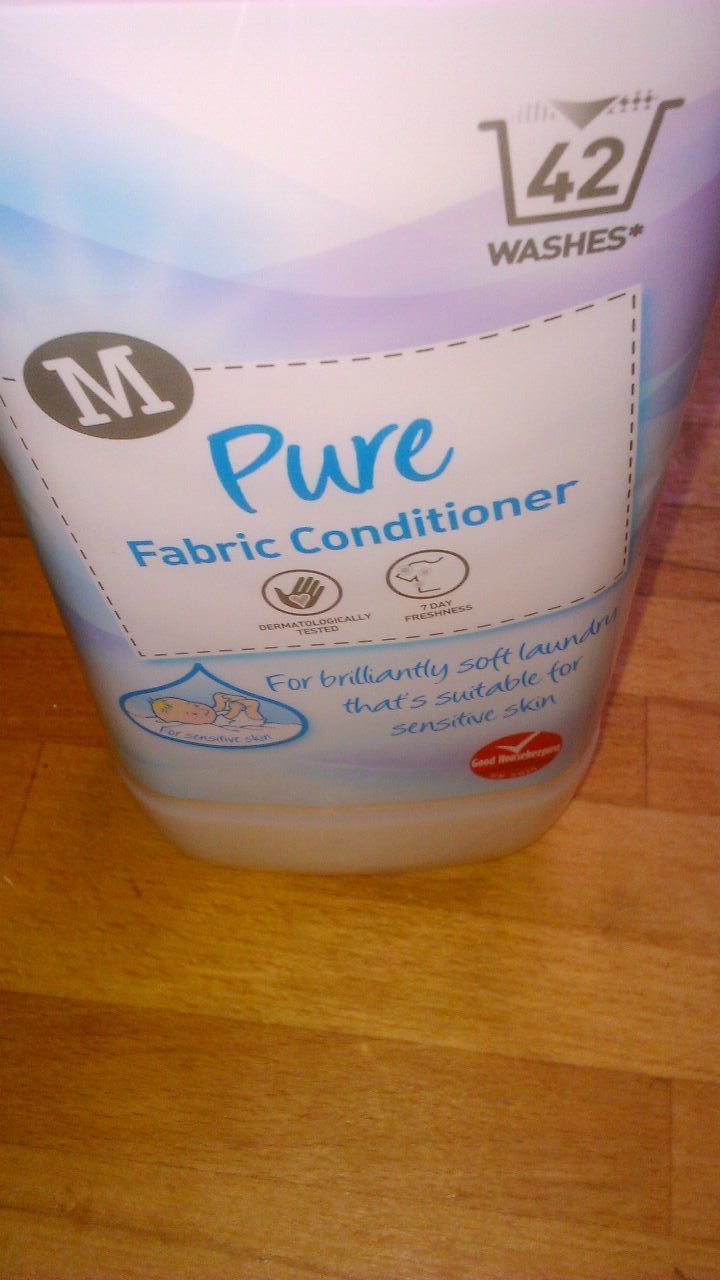 42
WASHES*
M
Pure
Fabric Conditioner
DERMATOLOGICALLY
TESTED
7 DAY
FRESHNESS
For brilliantly soft laundry
that's suitable for
sensitive skin
For sensitive skin
Good Housekeeping